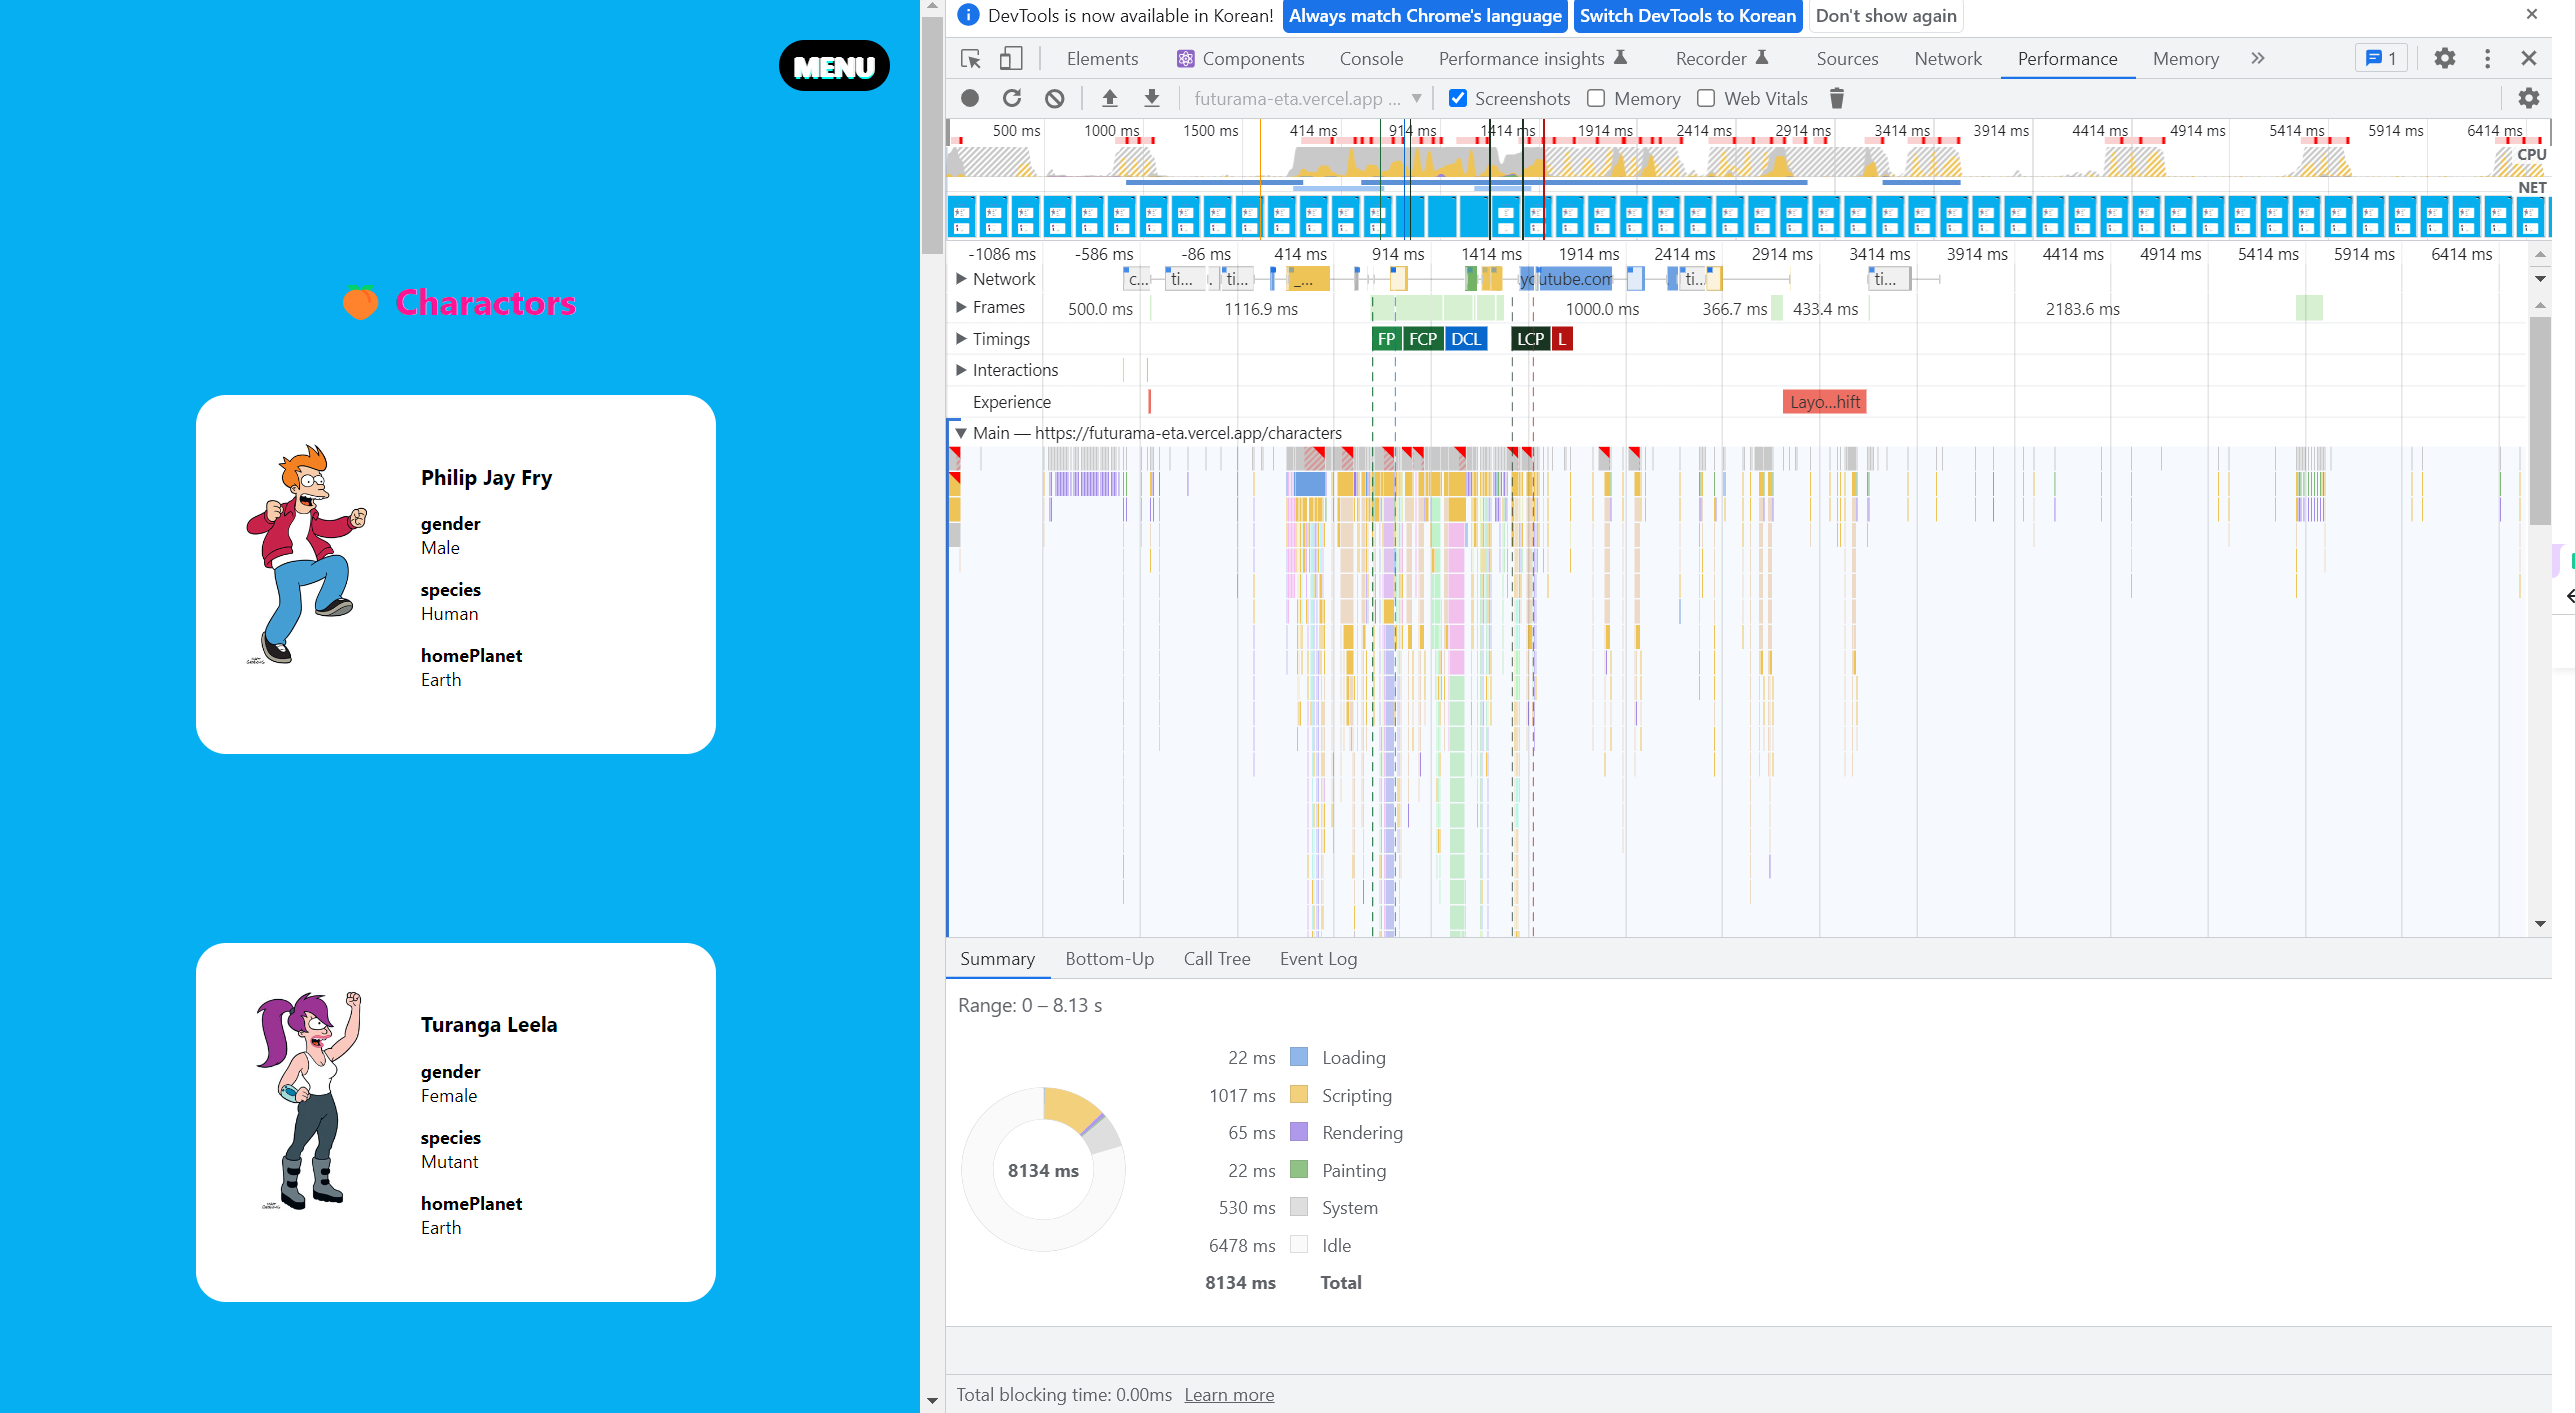 MENU
🍑 Charactors
Philip Jay Fry
gender
Male
species
Human
homePlanet
Earth
Turanga Leela
gender
Female
species
Mutant
homePlanet
Earth
DevTools is now available in Korean! Always match Chrome's language Switch DevTools to Korean Don't show again
Elements Components Console Performance insights Recorder Sources Network Performance Memory 1
futurama-eta.vercel.app ... Screenshots Memory Web Vitals
500 ms 1000 ms 1500 ms 414 ms 914 ms 1414 ms 1914 ms 2414 ms 2914 ms 3414 ms 3914 ms 4414 ms 4914 ms 5414 ms 5914 ms 6414 ms
CPU
NET
-1086 ms -586 ms -86 ms 414 ms 914 ms 1414 ms 1914 ms 2414 ms 2914 ms 3414 ms 3914 ms 4414 ms 4914 ms 5414 ms 5914 ms 6414 ms
Network c... ti... . ti... _... youtube.com ti... ti...
Frames 500.0 ms 1116.9 ms 1000.0 ms 366.7 ms 433.4 ms 2183.6 ms
Timings FP FCP DCL LCP L
Interactions
Experience Layo...hift
Main — https://futurama-eta.vercel.app/characters
Summary Bottom-Up Call Tree Event Log
Range: 0 – 8.13 s
8134 ms
22 ms Loading
1017 ms Scripting
65 ms Rendering
22 ms Painting
530 ms System
6478 ms Idle
8134 ms Total
Total blocking time: 0.00ms Learn more